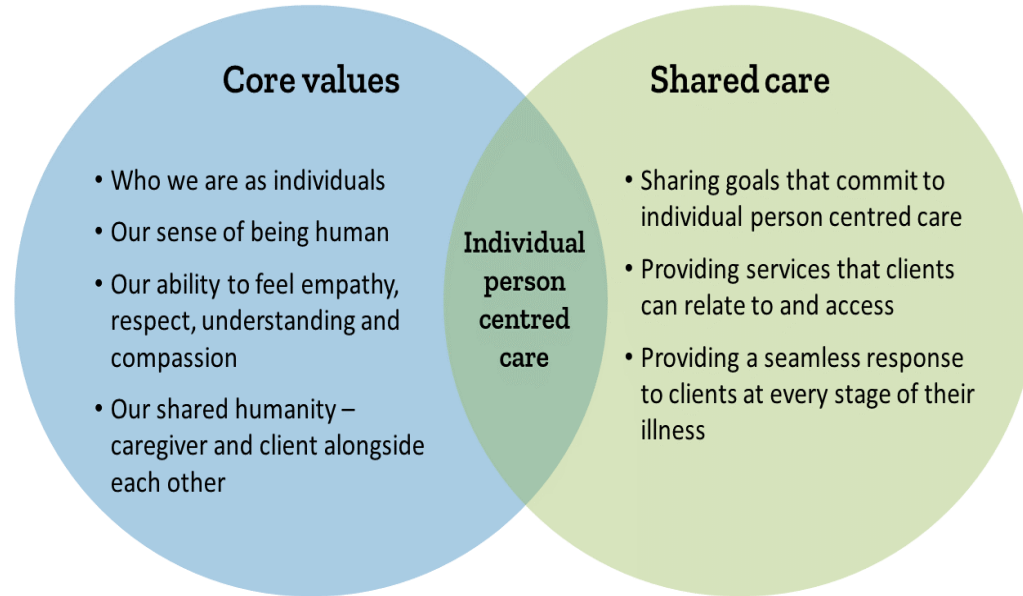 Core values
• Who we are as individuals
• Our sense of being human
• Our ability to feel empathy,
respect, understanding and
compassion
• Our shared humanity –
caregiver and client alongside
each other
Individual
person
centred
care
Shared care
• Sharing goals that commit to
individual person centred care
• Providing services that clients
can relate to and access
• Providing a seamless response
to clients at every stage of their
illness